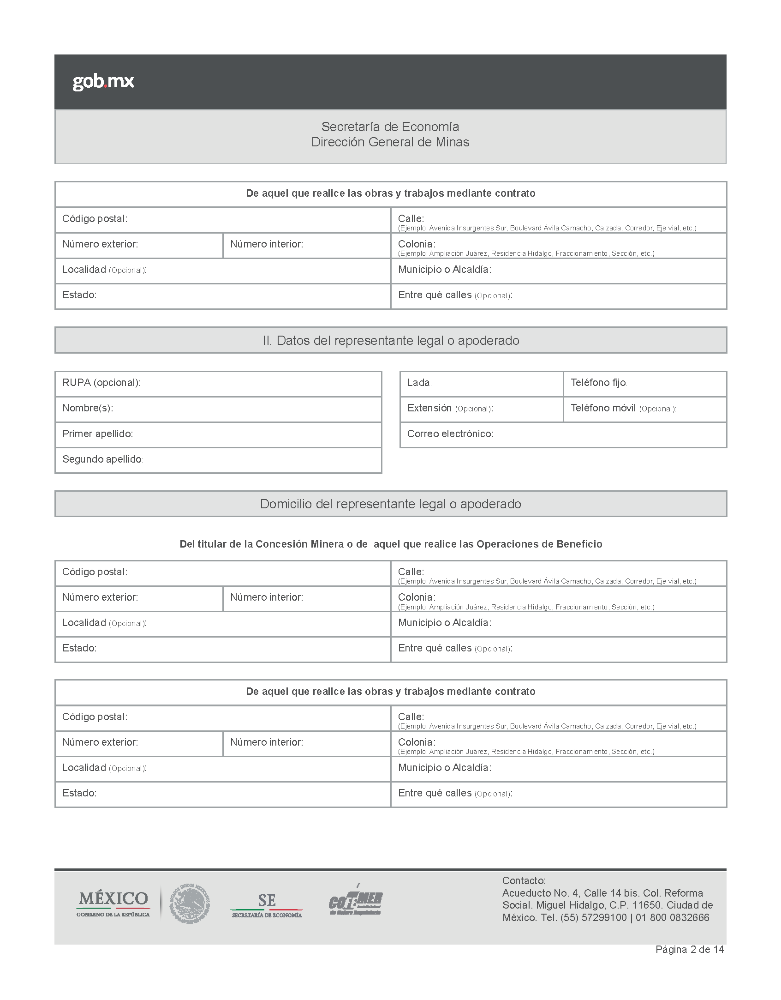 gob.mx
Secretaría de Economía
Dirección General de Minas
De aquel que realice las obras y trabajos mediante contrato
Código postal:
Calle:
(Ejemplo: Avenida Insurgentes Sur, Boulevard Ávila Camacho, Calzada, Corredor, Eje vial, etc.)
Número exterior:
Número interior:
Colonia:
(Ejemplo: Ampliación Juárez, Residencia Hidalgo, Fraccionamiento, Sección, etc.)
Localidad (Opcional):
Municipio o Alcaldía:
Estado:
Entre qué calles (Opcional):
II. Datos del representante legal o apoderado
RUPA (opcional):
Nombre(s):
Primer apellido:
Segundo apellido:
Lada:
Teléfono fijo:
Extensión (Opcional):
Teléfono móvil (Opcional):
Correo electrónico:
Domicilio del representante legal o apoderado
Del titular de la Concesión Minera o de  aquel que realice las Operaciones de Beneficio
Código postal:
Calle:
(Ejemplo: Avenida Insurgentes Sur, Boulevard Ávila Camacho, Calzada, Corredor, Eje vial, etc.)
Número exterior:
Número interior:
Colonia:
(Ejemplo: Ampliación Juárez, Residencia Hidalgo, Fraccionamiento, Sección, etc.)
Localidad (Opcional):
Municipio o Alcaldía:
Estado:
Entre qué calles (Opcional):
De aquel que realice las obras y trabajos mediante contrato
Código postal:
Calle:
(Ejemplo: Avenida Insurgentes Sur, Boulevard Ávila Camacho, Calzada, Corredor, Eje vial, etc.)
Número exterior:
Número interior:
Colonia:
(Ejemplo: Ampliación Juárez, Residencia Hidalgo, Fraccionamiento, Sección, etc.)
Localidad (Opcional):
Municipio o Alcaldía:
Estado:
Entre qué calles (Opcional):
MÉXICO
GOBIERNO DE LA REPÚBLICA
ESTADOS UNIDOS MEXICANOS
SE
SECRETARÍA DE ECONOMÍA
COFEMER
de Mejora Regulatoria
Contacto:
Acueducto No. 4, Calle 14 bis. Col. Reforma
Social. Miguel Hidalgo, C.P. 11650. Ciudad de
México. Tel. (55) 57299100 | 01 800 0832666
Página 2 de 14